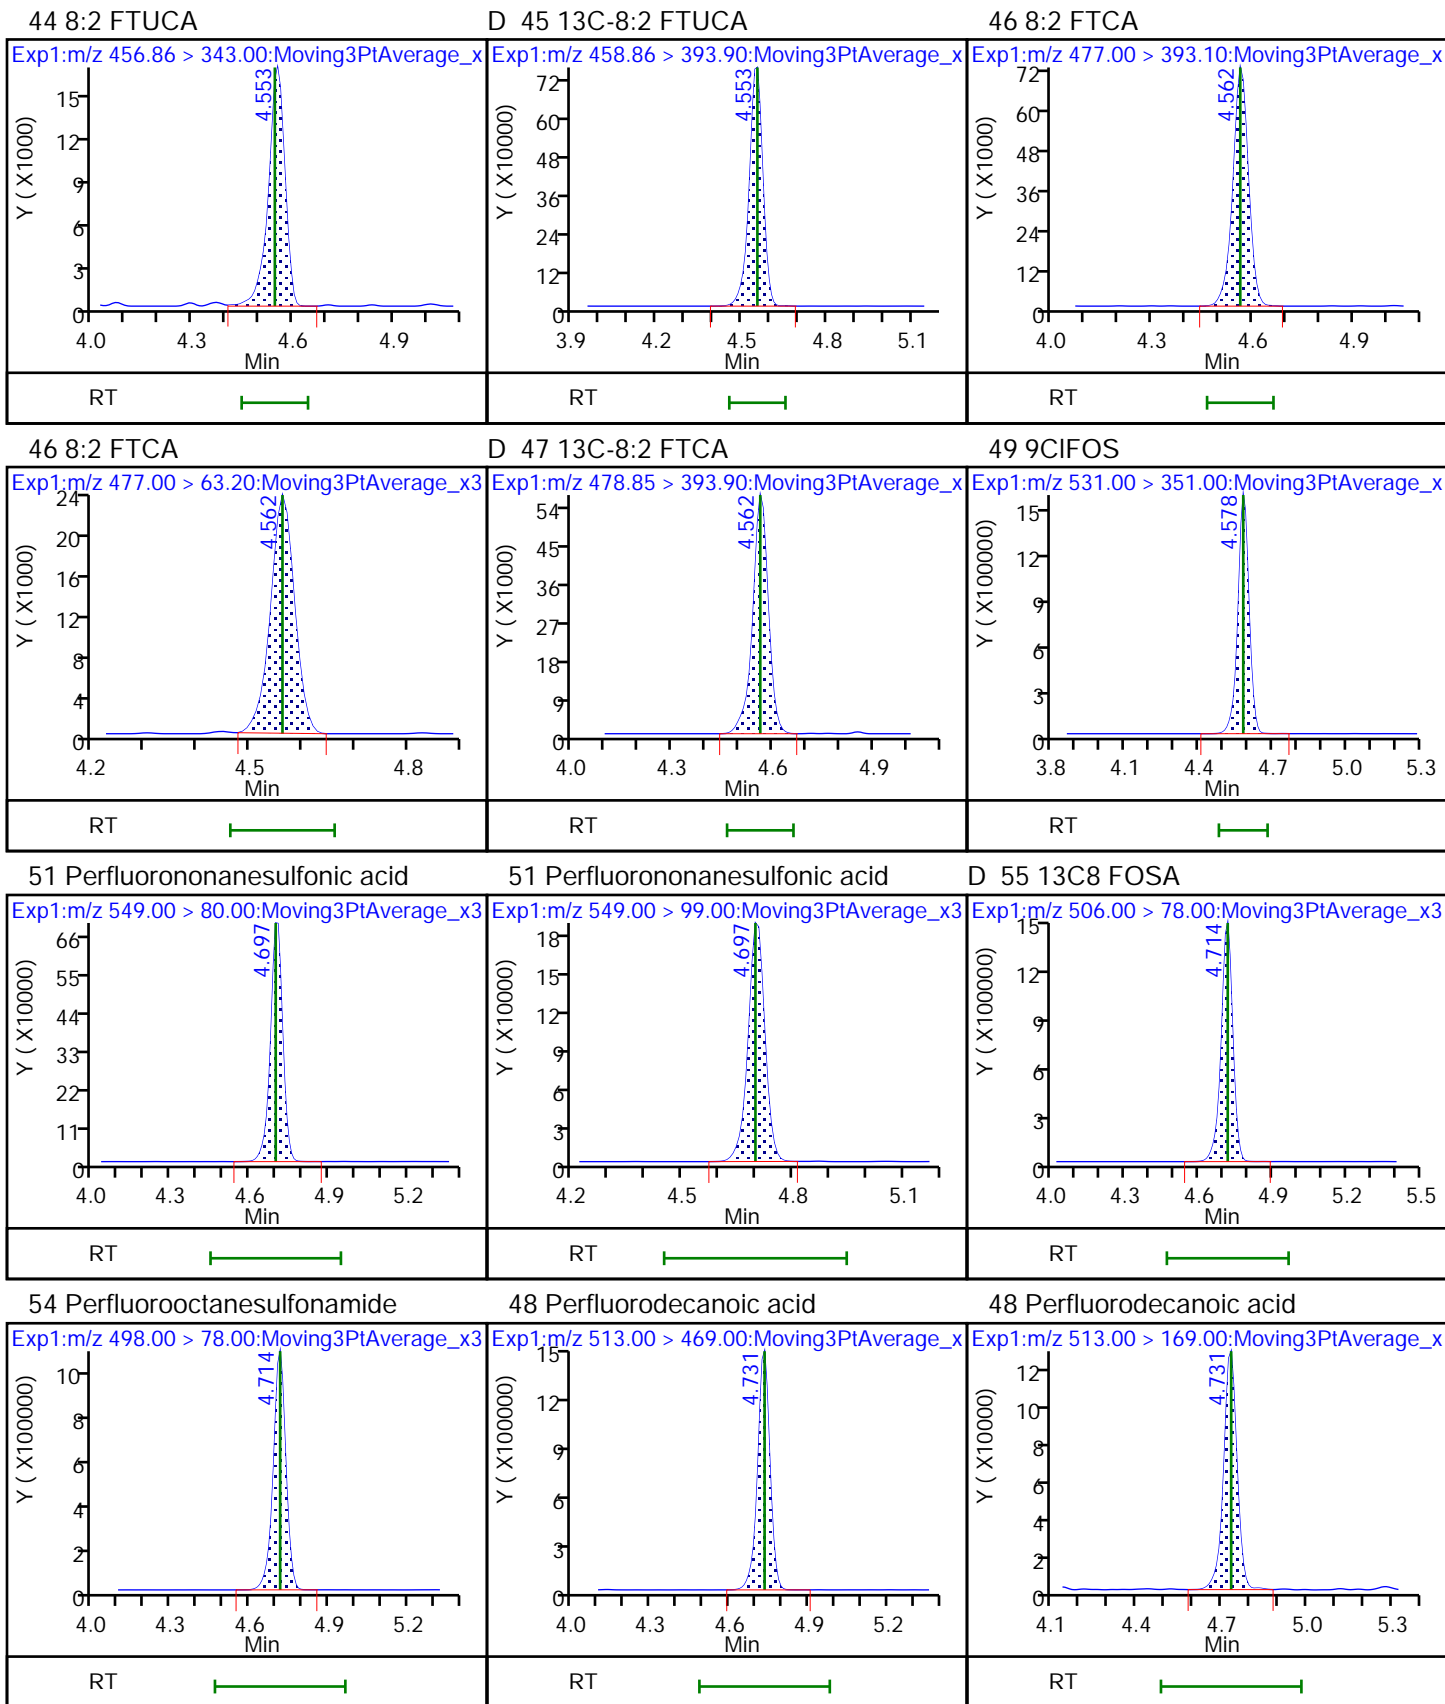 44 8:2 FTUCA
Exp1:m/z 456.86 > 343.00:Moving3PtAverage_x
Y ( X1000)
15
12
9
6
3
0
4.553
4.0 4.3 4.6 4.9
Min
RT
D 45 13C-8:2 FTUCA
Exp1:m/z 458.86 > 393.90:Moving3PtAverage_x
Y ( X10000)
72
60
48
36
24
12
0
4.553
3.9 4.2 4.5 4.8 5.1
Min
RT
46 8:2 FTCA
Exp1:m/z 477.00 > 393.10:Moving3PtAverage_x
Y ( X1000)
72
60
48
36
24
12
0
4.562
4.0 4.3 4.6 4.9
Min
RT
46 8:2 FTCA
Exp1:m/z 477.00 > 63.20:Moving3PtAverage_x3
Y ( X1000)
24
20
16
12
8
4
0
4.562
4.2 4.5 4.8
Min
RT
D 47 13C-8:2 FTCA
Exp1:m/z 478.85 > 393.90:Moving3PtAverage_x
Y ( X1000)
54
45
36
27
18
9
0
4.562
4.0 4.3 4.6 4.9
Min
RT
49 9ClFOS
Exp1:m/z 531.00 > 351.00:Moving3PtAverage_x
Y ( X100000)
15
12
9
6
3
0
4.578
3.8 4.1 4.4 4.7 5.0 5.3
Min
RT
51 Perfluorononanesulfonic acid
Exp1:m/z 549.00 > 80.00:Moving3PtAverage_x3
Y ( X10000)
66
55
44
33
22
11
0
4.697
4.0 4.3 4.6 4.9 5.2
Min
RT
51 Perfluorononanesulfonic acid
Exp1:m/z 549.00 > 99.00:Moving3PtAverage_x3
Y ( X10000)
18
15
12
9
6
3
0
4.697
4.2 4.5 4.8 5.1
Min
RT
D 55 13C8 FOSA
Exp1:m/z 506.00 > 78.00:Moving3PtAverage_x3
Y ( X100000)
15
12
9
6
3
0
4.714
4.0 4.3 4.6 4.9 5.2 5.5
Min
RT
54 Perfluorooctanesulfonamide
Exp1:m/z 498.00 > 78.00:Moving3PtAverage_x3
Y ( X100000)
10
8
6
4
2
0
4.714
4.0 4.3 4.6 4.9 5.2
Min
RT
48 Perfluorodecanoic acid
Exp1:m/z 513.00 > 469.00:Moving3PtAverage_x
Y ( X100000)
15
12
9
6
3
0
4.731
4.0 4.3 4.6 4.9 5.2
Min
RT
48 Perfluorodecanoic acid
Exp1:m/z 513.00 > 169.00:Moving3PtAverage_x
Y ( X10000)
12
10
8
6
4
2
0
4.731
4.1 4.4 4.7 5.0 5.3
Min
RT